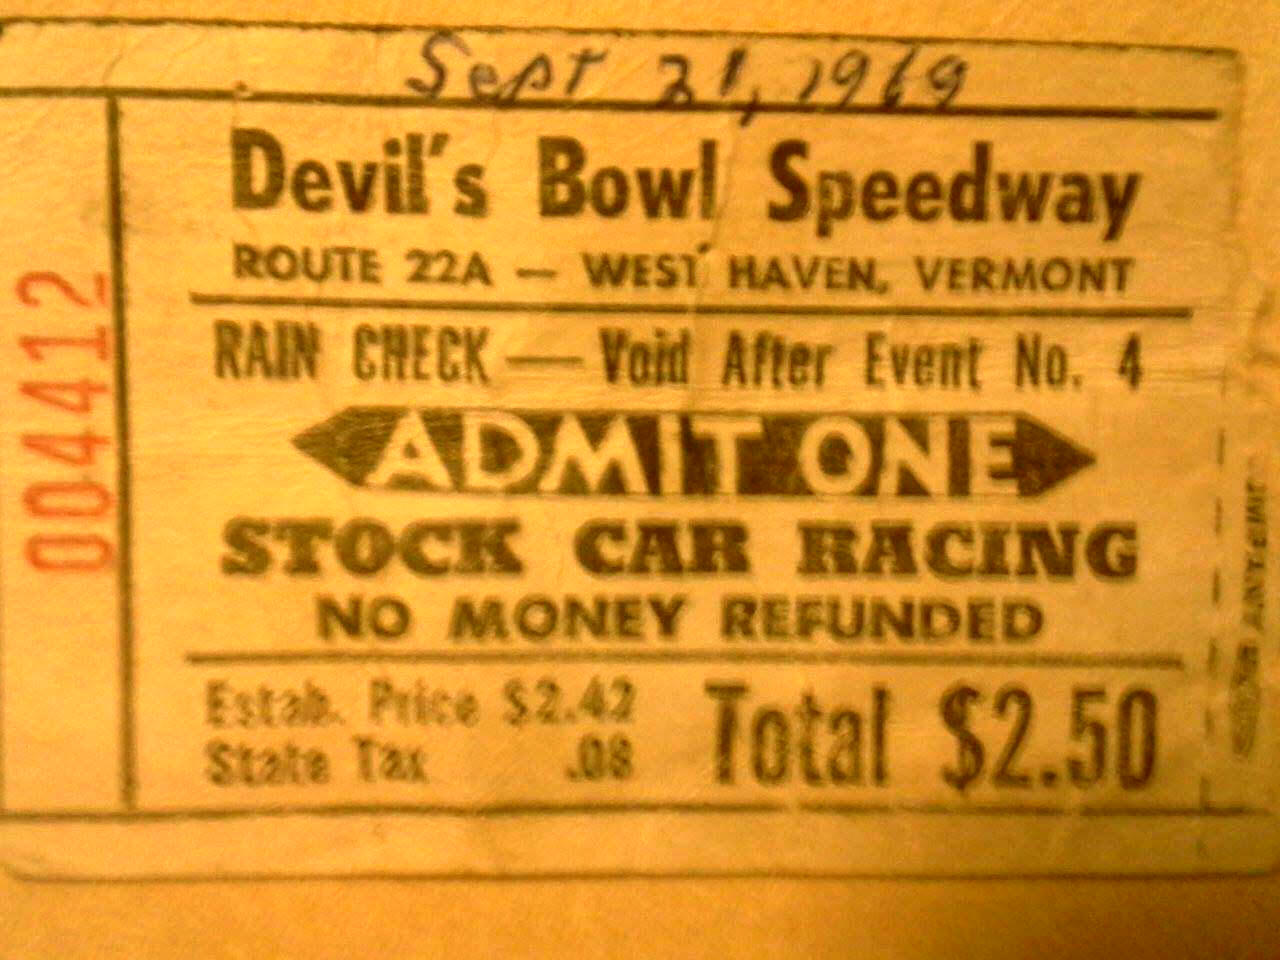 Sept 21, 1969
Devil's Bowl Speedway
ROUTE 22A — WEST HAVEN, VERMONT
RAIN CHECK — Void After Event No. 4
ADMIT ONE
STOCK CAR RACING
NO MONEY REFUNDED
Estab. Price $2.42
State Tax .08
Total $2.50
004412